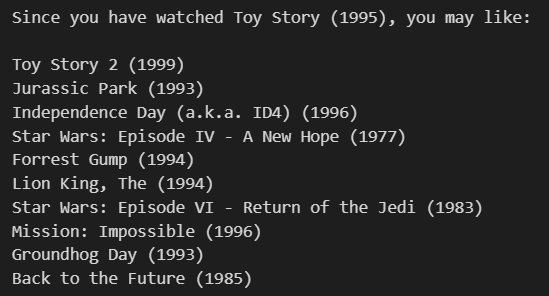 Since you have watched Toy Story (1995), you may like:
Toy Story 2 (1999)
Jurassic Park (1993)
Independence Day (a.k.a. ID4) (1996)
Star Wars: Episode IV - A New Hope (1977)
Forrest Gump (1994)
Lion King, The (1994)
Star Wars: Episode VI - Return of the Jedi (1983)
Mission: Impossible (1996)
Groundhog Day (1993)
Back to the Future (1985)